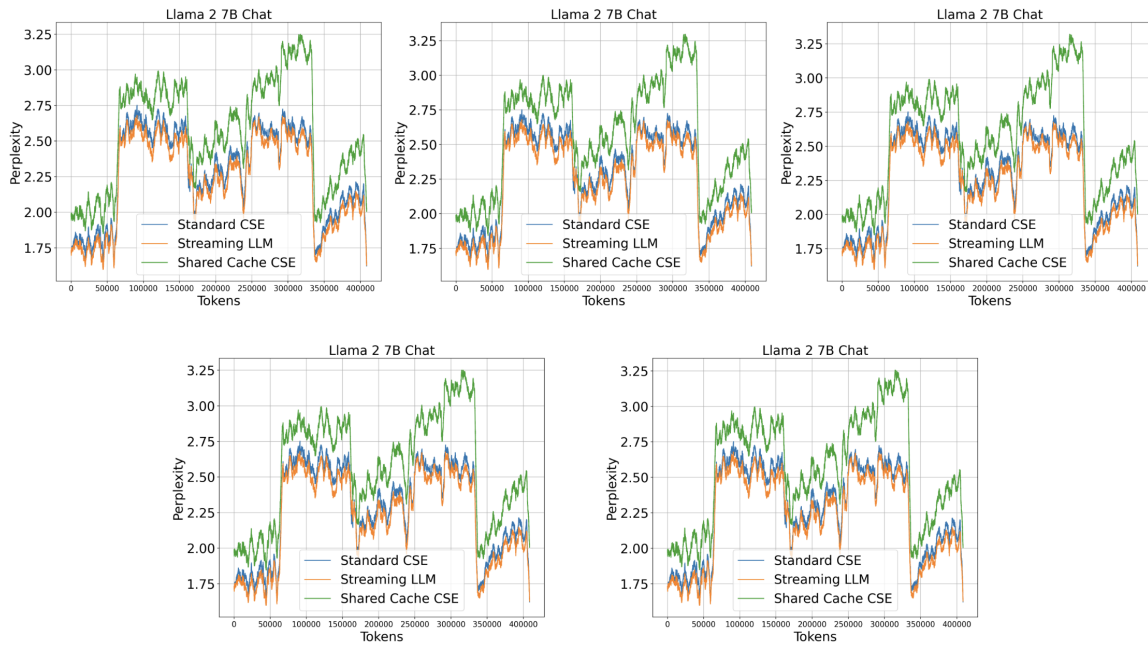 Llama 2 7B Chat
Perplexity
3.25
3.00
2.75
2.50
2.25
2.00
1.75
Standard CSE
Streaming LLM
Shared Cache CSE
0 50000 100000 150000 200000 250000 300000 350000 400000
Tokens
Llama 2 7B Chat
Perplexity
3.25
3.00
2.75
2.50
2.25
2.00
1.75
Standard CSE
Streaming LLM
Shared Cache CSE
0 50000 100000 150000 200000 250000 300000 350000 400000
Tokens
Llama 2 7B Chat
Perplexity
3.25
3.00
2.75
2.50
2.25
2.00
1.75
Standard CSE
Streaming LLM
Shared Cache CSE
0 50000 100000 150000 200000 250000 300000 350000 400000
Tokens
Llama 2 7B Chat
Perplexity
3.25
3.00
2.75
2.50
2.25
2.00
1.75
Standard CSE
Streaming LLM
Shared Cache CSE
0 50000 100000 150000 200000 250000 300000 350000 400000
Tokens
Llama 2 7B Chat
Perplexity
3.25
3.00
2.75
2.50
2.25
2.00
1.75
Standard CSE
Streaming LLM
Shared Cache CSE
0 50000 100000 150000 200000 250000 300000 350000 400000
Tokens